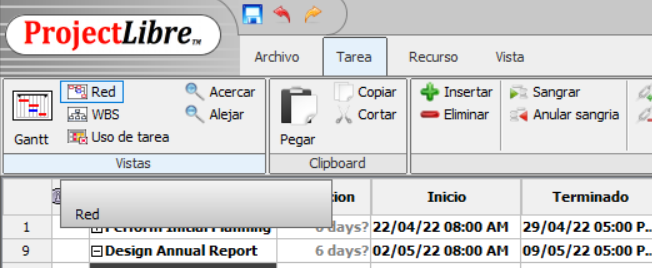 ProjectLibre™
Archivo Tarea Recurso Vista
Red Acercar Copiar Insertar Sangrar
WBS Alejar Cortar Eliminar Anular sangria
Gantt Uso de tarea Pegar
Vistas Clipboard
Inicio Terminado
Red
1 Perform Initial Planning 6 days? 22/04/22 08:00 AM 29/04/22 05:00 P...
9 Design Annual Report 6 days? 02/05/22 08:00 AM 09/05/22 05:00 P...